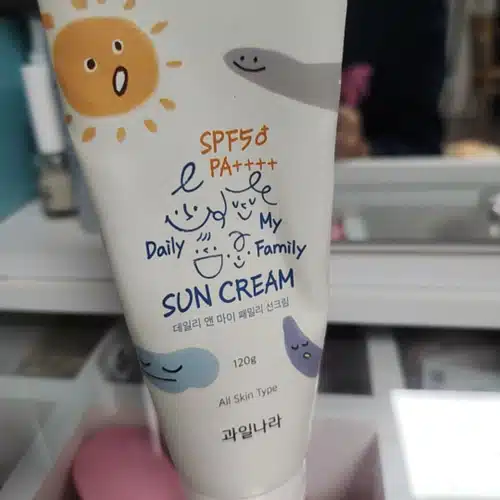 SPF50+
PA++++
Daily My Family
SUN CREAM
데일리 앤 마이 패밀리 선크림
120g
All Skin Type
과일나라